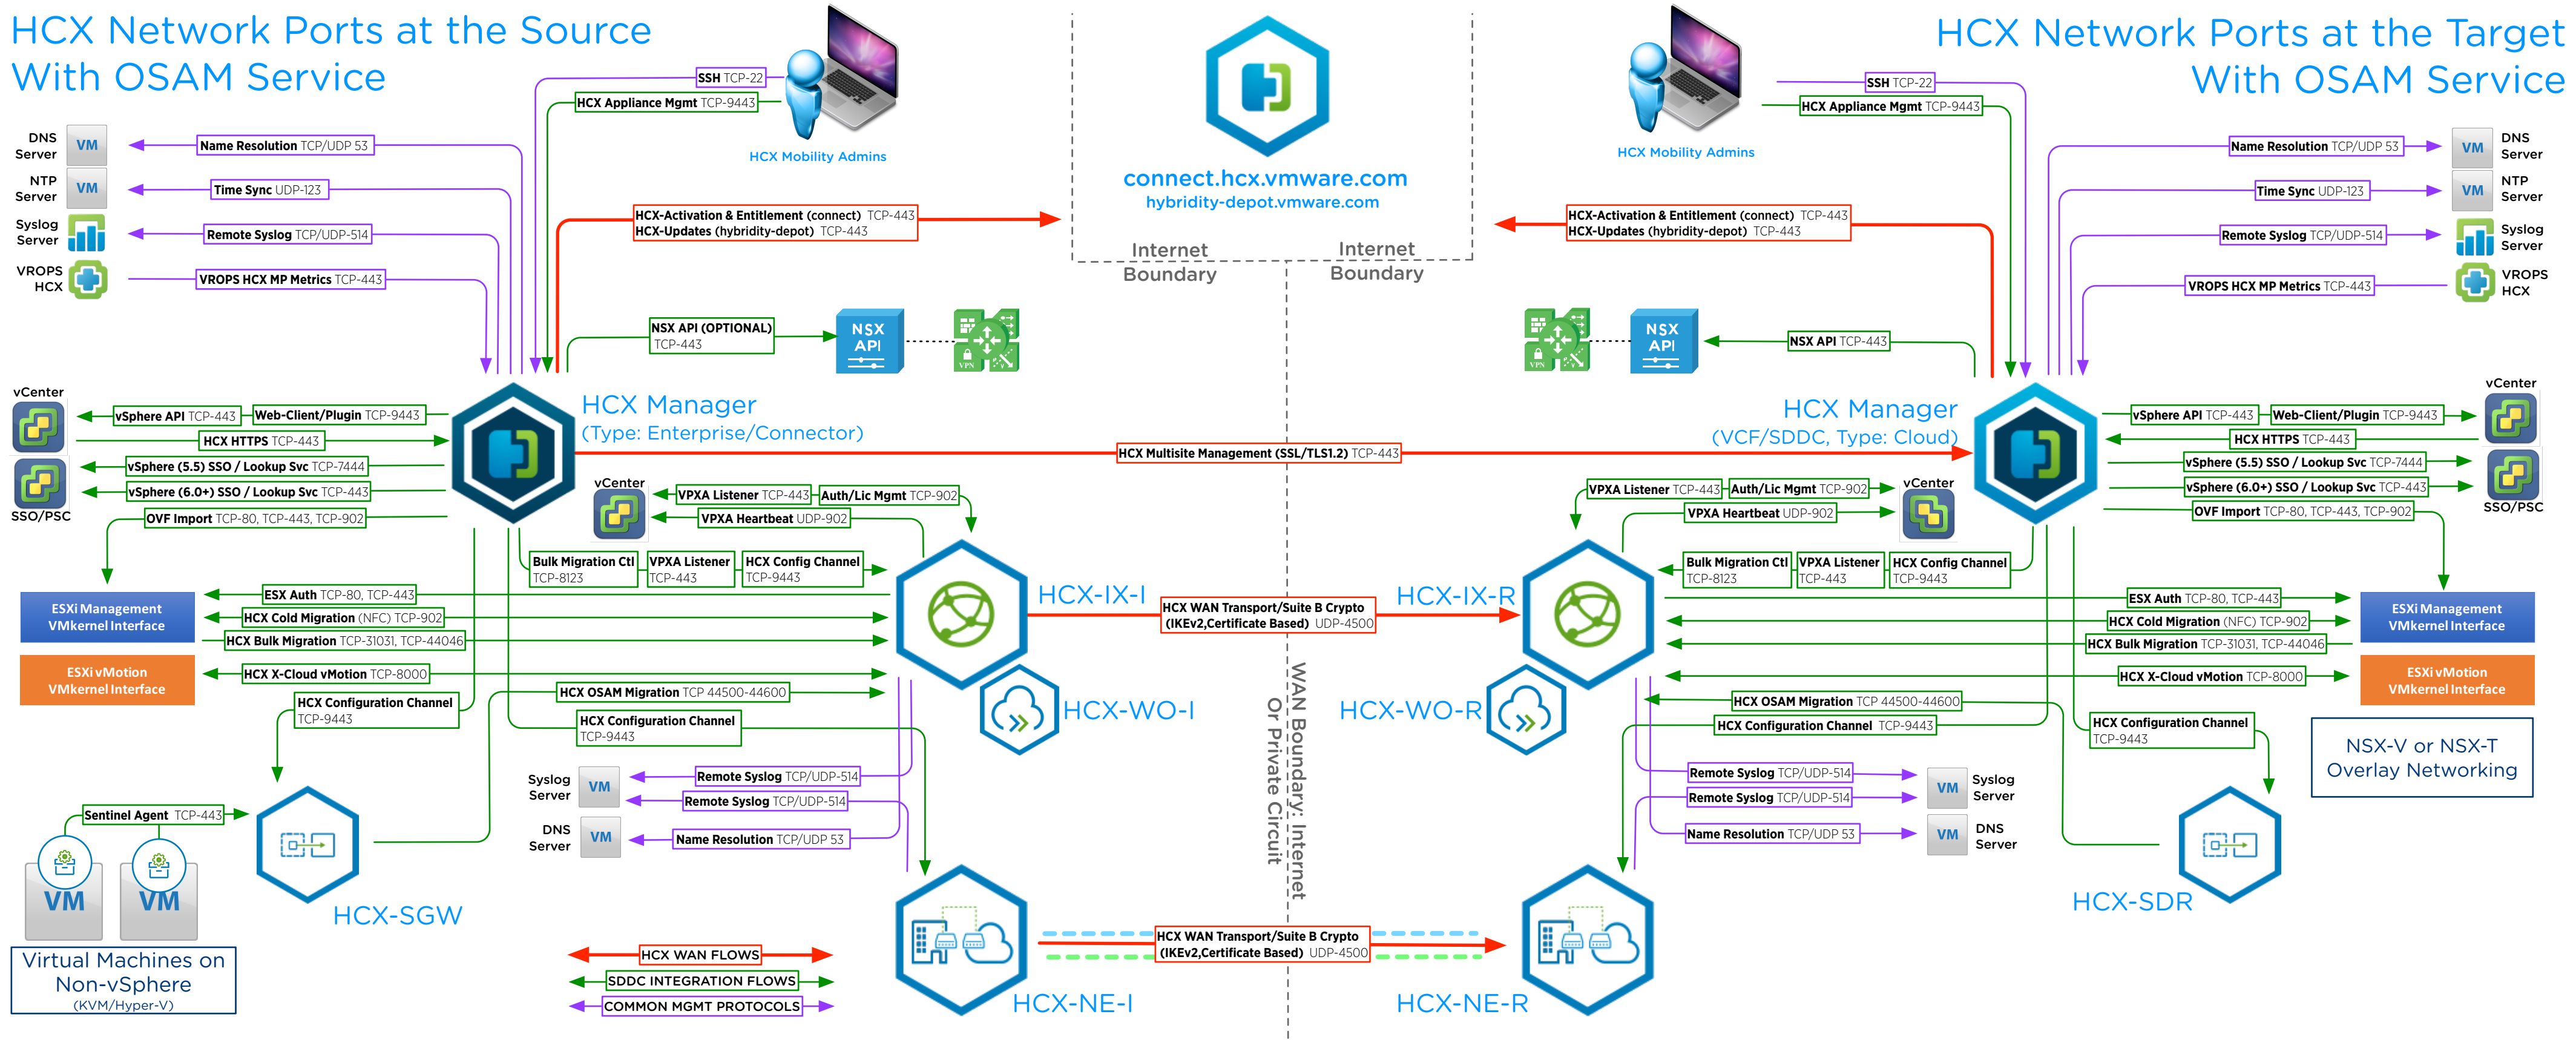 HCX Network Ports at the Source
With OSAM Service
HCX Network Ports at the Target
With OSAM Service
SSH TCP-22
HCX Appliance Mgmt TCP-9443
HCX Mobility Admins
DNS
Server
VM
Name Resolution TCP/UDP 53
NTP
Server
VM
Time Sync UDP-123
Syslog
Server
Remote Syslog TCP/UDP-514
VROPS
HCX
VROPS HCX MP Metrics TCP-443
HCX-Activation & Entitlement (connect) TCP-443
HCX-Updates (hybridity-depot) TCP-443
NSX API (OPTIONAL)
TCP-443
NSX
API
VPN
connect.hcx.vmware.com
hybridity-depot.vmware.com
Internet
Boundary
Internet
Boundary
SSH TCP-22
HCX Appliance Mgmt TCP-9443
HCX Mobility Admins
HCX-Activation & Entitlement (connect) TCP-443
HCX-Updates (hybridity-depot) TCP-443
VPN
NSX
API
NSX API TCP-443
Name Resolution TCP/UDP 53
VM
DNS
Server
Time Sync UDP-123
VM
NTP
Server
Remote Syslog TCP/UDP-514
Syslog
Server
VROPS HCX MP Metrics TCP-443
VROPS
HCX
vCenter
vSphere API TCP-443
Web-Client/Plugin TCP-9443
HCX HTTPS TCP-443
vSphere (5.5) SSO / Lookup Svc TCP-7444
vSphere (6.0+) SSO / Lookup Svc TCP-443
SSO/PSC
OVF Import TCP-80, TCP-443, TCP-902
HCX Manager
(Type: Enterprise/Connector)
HCX Multisite Management (SSL/TLS1.2) TCP-443
HCX Manager
(VCF/SDDC, Type: Cloud)
vCenter
vSphere API TCP-443
Web-Client/Plugin TCP-9443
HCX HTTPS TCP-443
vSphere (5.5) SSO / Lookup Svc TCP-7444
vSphere (6.0+) SSO / Lookup Svc TCP-443
SSO/PSC
OVF Import TCP-80, TCP-443, TCP-902
vCenter
VPXA Listener TCP-443
Auth/Lic Mgmt TCP-902
VPXA Heartbeat UDP-902
Bulk Migration Ctl
TCP-8123
VPXA Listener
TCP-443
HCX Config Channel
TCP-9443
VPXA Listener TCP-443
Auth/Lic Mgmt TCP-902
vCenter
VPXA Heartbeat UDP-902
Bulk Migration Ctl
TCP-8123
VPXA Listener
TCP-443
HCX Config Channel
TCP-9443
ESXi Management
VMkernel Interface
ESX Auth TCP-80, TCP-443
HCX Cold Migration (NFC) TCP-902
HCX Bulk Migration TCP-31031, TCP-44046
ESXi vMotion
VMkernel Interface
HCX X-Cloud vMotion TCP-8000
HCX OSAM Migration TCP 44500-44600
HCX Configuration Channel
TCP-9443
HCX Configuration Channel
TCP-9443
HCX-IX-I
HCX WAN Transport/Suite B Crypto
(IKEv2,Certificate Based) UDP-4500
HCX-IX-R
HCX-WO-I
HCX-WO-R
WAN Boundary: Internet
Or Private Circuit
ESX Auth TCP-80, TCP-443
HCX Cold Migration (NFC) TCP-902
HCX Bulk Migration TCP-31031, TCP-44046
HCX X-Cloud vMotion TCP-8000
ESXi Management
VMkernel Interface
ESXi vMotion
VMkernel Interface
HCX OSAM Migration TCP 44500-44600
HCX Configuration Channel TCP-9443
HCX Configuration Channel
TCP-9443
NSX-V or NSX-T
Overlay Networking
Syslog
Server
VM
Remote Syslog TCP/UDP-514
Remote Syslog TCP/UDP-514
DNS
Server
VM
Name Resolution TCP/UDP 53
Remote Syslog TCP/UDP-514
Remote Syslog TCP/UDP-514
VM
Syslog
Server
Name Resolution TCP/UDP 53
VM
DNS
Server
Sentinel Agent TCP-443
VM
VM
HCX-SGW
HCX-SDR
Virtual Machines on
Non-vSphere
(KVM/Hyper-V)
HCX WAN FLOWS
SDDC INTEGRATION FLOWS
COMMON MGMT PROTOCOLS
HCX WAN Transport/Suite B Crypto
(IKEv2,Certificate Based) UDP-4500
HCX-NE-I
HCX-NE-R